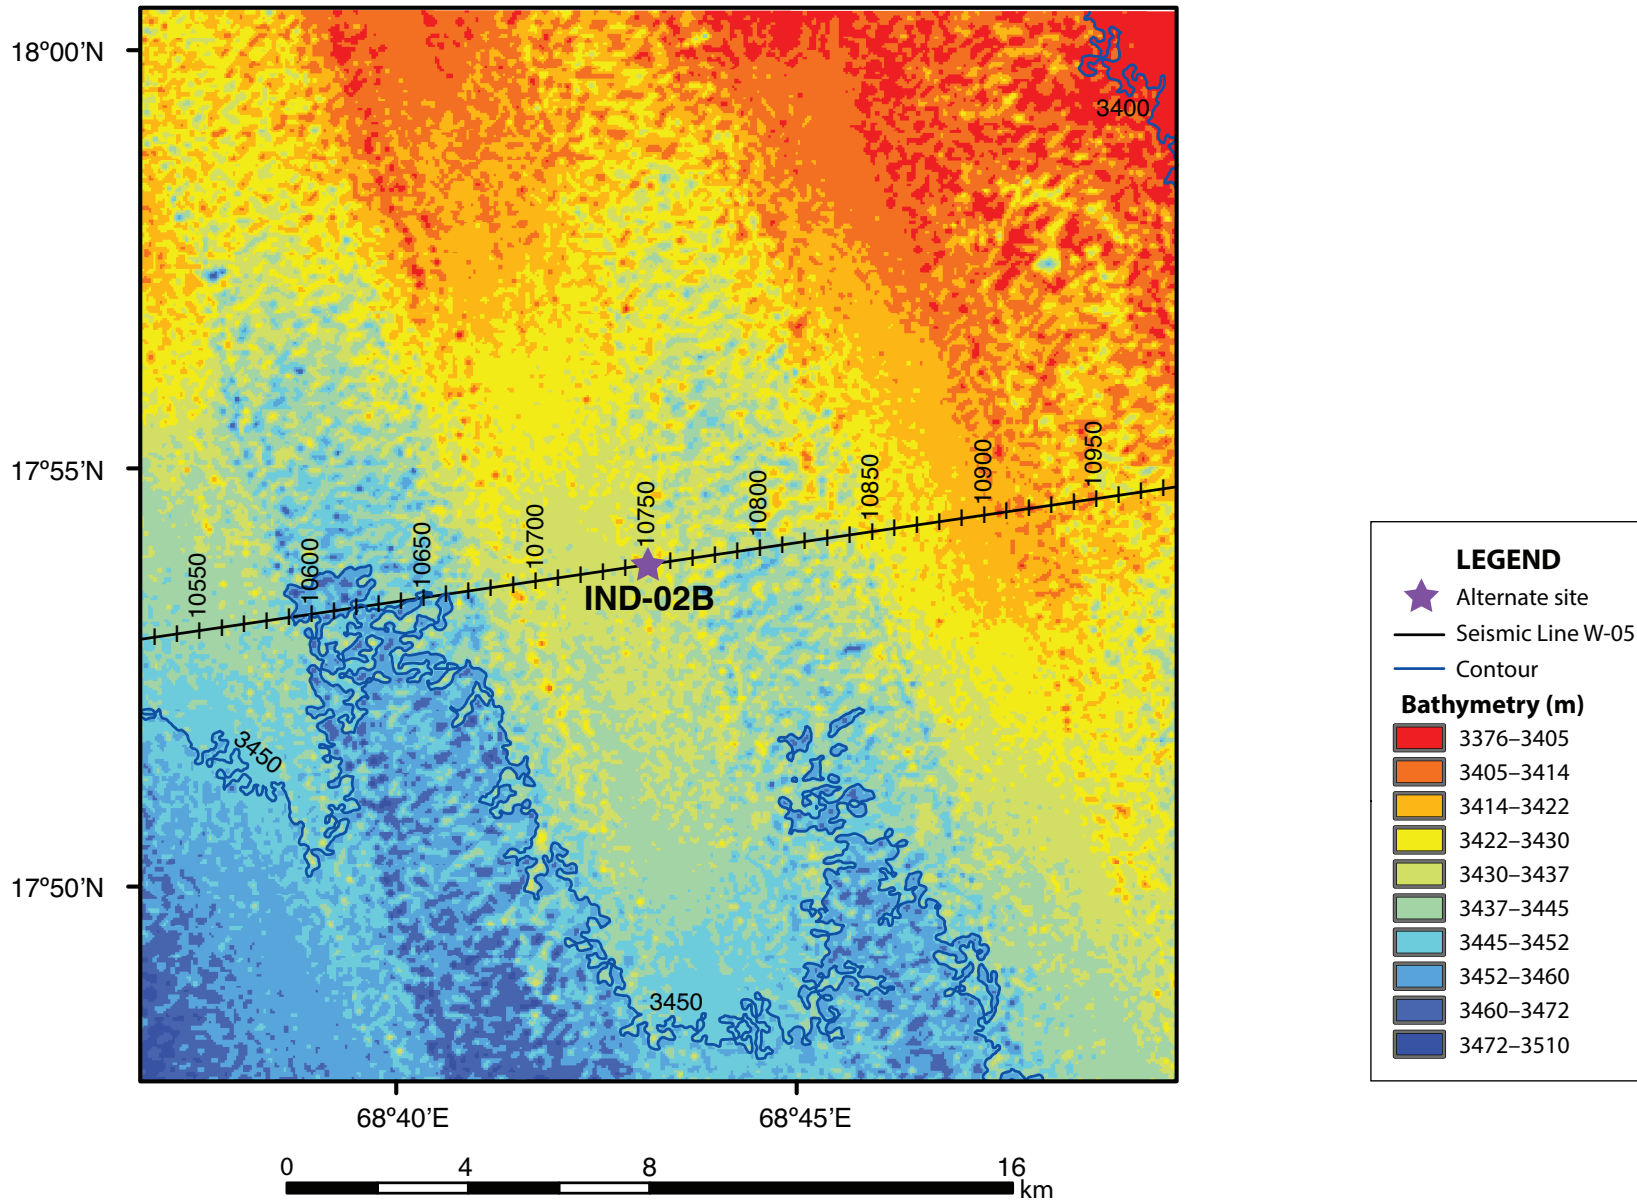 18°00'N
17°55'N
17°50'N
3400
10550
10600
10650
10700
10750
10800
10850
10900
10950
IND-02B
3450
3450
68°40'E
68°45'E
0 4 8 16
km
LEGEND
Alternate site
Seismic Line W-05
Contour
Bathymetry (m)
3376–3405
3405–3414
3414–3422
3422–3430
3430–3437
3437–3445
3445–3452
3452–3460
3460–3472
3472–3510